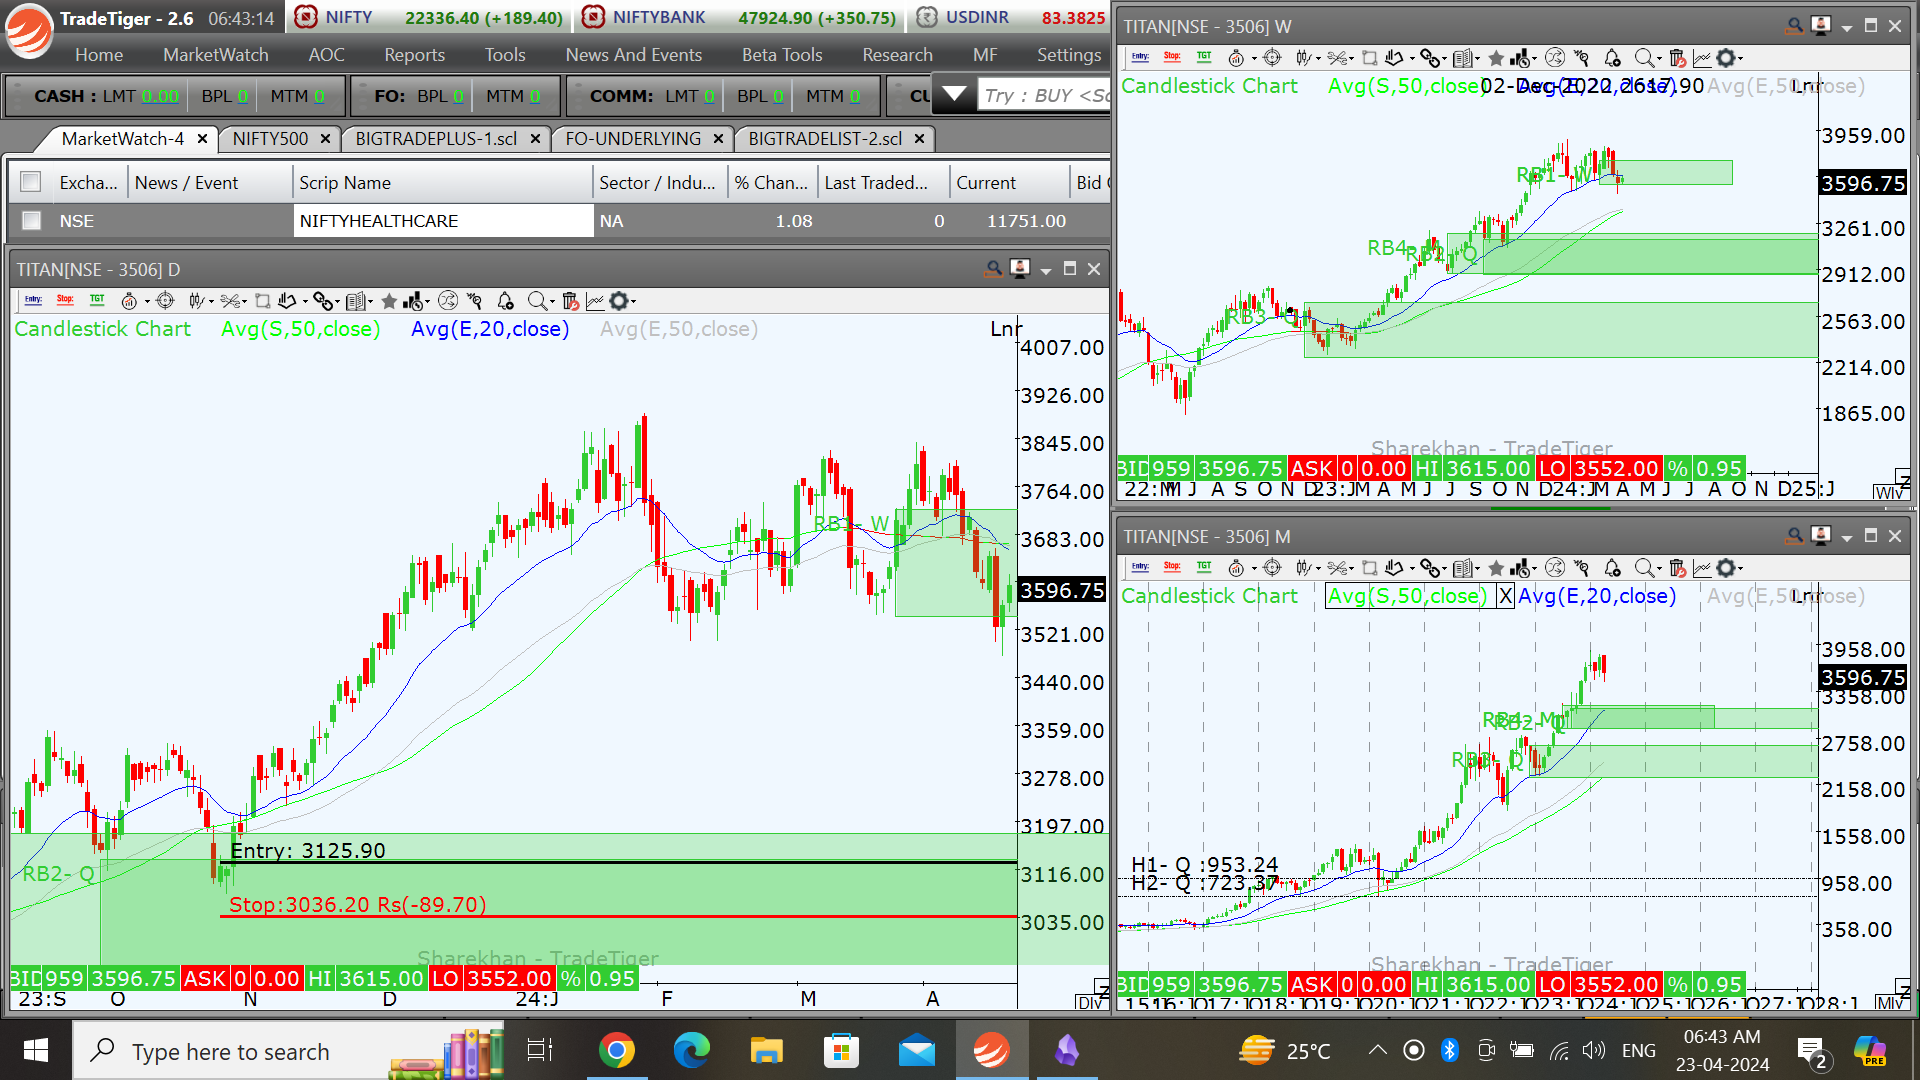 TradeTiger - 2.6 06:43:14 NIFTY 22336.40 (+189.40) NIFTYBANK 47924.90 (+350.75) USDINR 83.3825
Home MarketWatch AOC Reports Tools News And Events Beta Tools Research MF Settings
CASH : LMT 0.00 BPL 0 MTM 0 FO: BPL 0 MTM 0 COMM: LMT 0 BPL 0 MTM 0 CU Try : BUY <Sc
MarketWatch-4 NIFTY500 BIGTRADEPLUS-1.scl FO-UNDERLYING BIGTRADELIST-2.scl
Excha... News / Event Scrip Name Sector / Indu... % Chan... Last Traded... Current Bid
NSE NIFTYHEALTHCARE NA 1.08 0 11751.00
TITAN[NSE - 3506] D
Entry: Stop: TGT
Candlestick Chart Avg(S,50,close) Avg(E,20,close) Avg(E,50,close) Lnr
4007.00
3926.00
3845.00
3764.00
3683.00
3596.75
3521.00
3440.00
3359.00
3278.00
3197.00
3116.00
3035.00
RB1- W
RB2- Q
Entry: 3125.90
Stop:3036.20 Rs(-89.70)
Sharekhan - TradeTiger
BID 959 3596.75 ASK 0 0.00 HI 3615.00 LO 3552.00 % 0.95
23:S O N D 24:J F M A
Dly Z
TITAN[NSE - 3506] W
Entry: Stop: TGT
Candlestick Chart Avg(S,50,close) 02-Dec-2022 2617.90 Avg(E,50,close) Lnr
3959.00
3596.75
3261.00
2912.00
2563.00
2214.00
1865.00
RB1- W
RB4- M
RB2- Q
RB3- Q
Sharekhan - TradeTiger
BID 959 3596.75 ASK 0 0.00 HI 3615.00 LO 3552.00 % 0.95
22:M J A S O N D 23:J M A M J J S O N D 24:J M A M J J A O N D 25:J
Wly Z
TITAN[NSE - 3506] M
Entry: Stop: TGT
Candlestick Chart Avg(S,50,close) X Avg(E,20,close) Avg(E,50,close) Lnr
3958.00
3596.75
3358.00
2758.00
2158.00
1558.00
958.00
358.00
RB4- M
RB2- Q
RB3- Q
H1- Q :953.24
H2- Q :723.37
Sharekhan - TradeTiger
BID 959 3596.75 ASK 0 0.00 HI 3615.00 LO 3552.00 % 0.95
Mly Z
Type here to search
25°C ENG 06:43 AM
23-04-2024
2
PRE